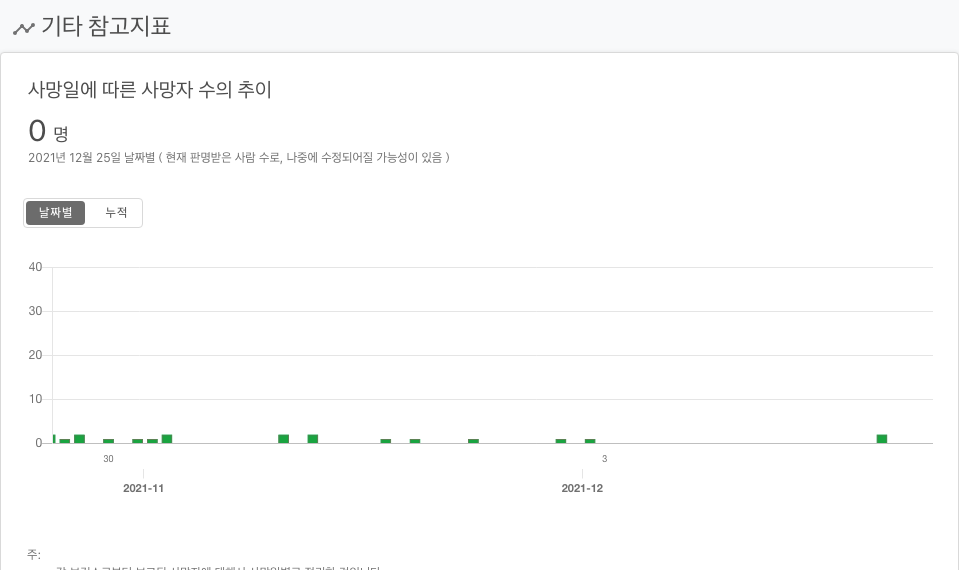 기타 참고지표
사망일에 따른 사망자 수의 추이
0 명
2021년 12월 25일 날짜별 ( 현재 판명받은 사람 수로, 나중에 수정되어질 가능성이 있음 )
날짜별 누적
40
30
20
10
0
30 3
2021-11 2021-12
주: